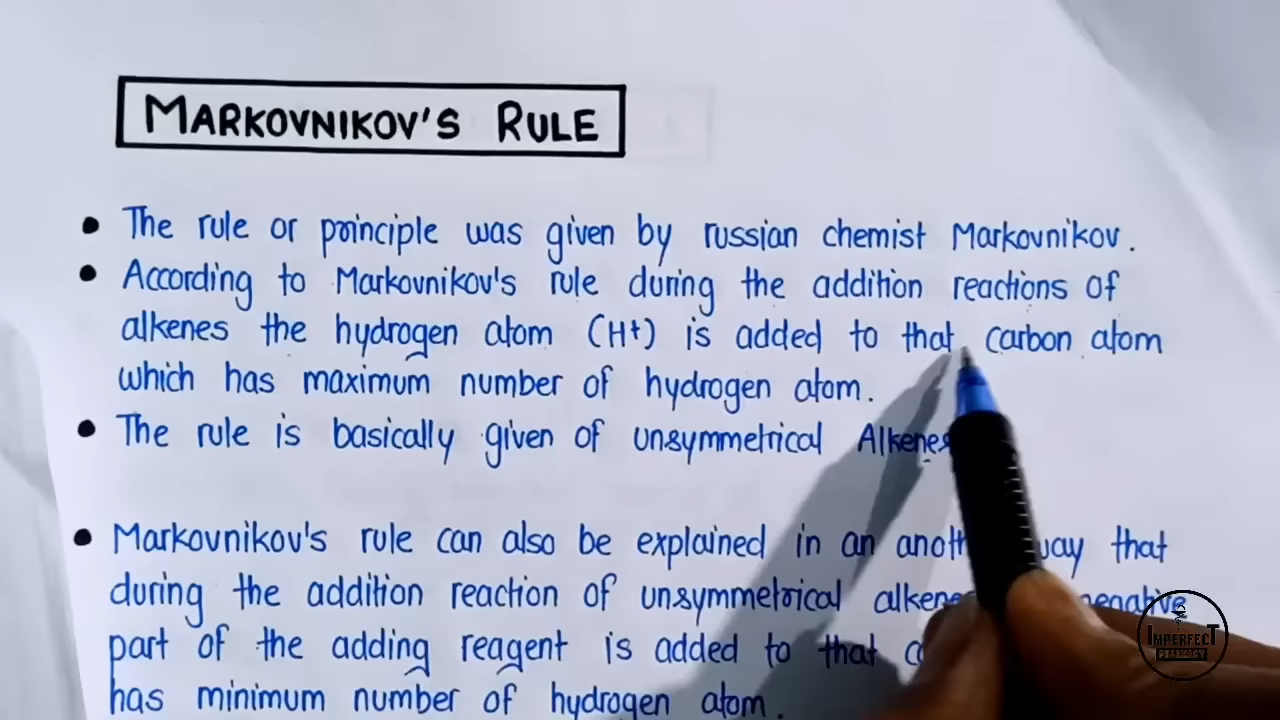 MARKOVNIKOV'S RULE
• The rule or principle was given by russian chemist Markovnikov.
• According to Markovnikov's rule during the addition reactions of
alkenes the hydrogen atom (H+) is added to that carbon atom
which has maximum number of hydrogen atom.
• The rule is basically given of unsymmetrical Alkenes
• Markovnikov's rule can also be explained in an way that
during the addition reaction of unsymmetrical negative
part of the adding reagent is added to that
has minimum number of hydrogen atom.
IMPERFECT
PHARMACY